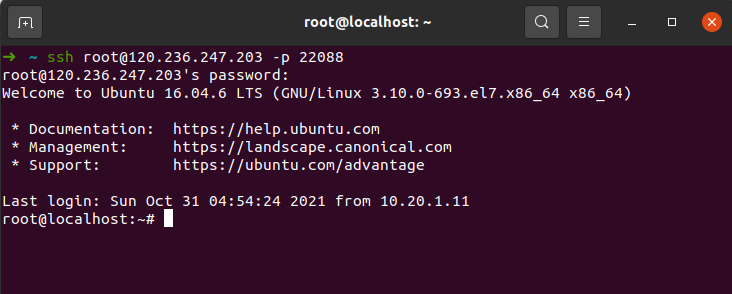 root@localhost: ~
➜ ~ ssh root@120.236.247.203 -p 22088
root@120.236.247.203's password:
Welcome to Ubuntu 16.04.6 LTS (GNU/Linux 3.10.0-693.el7.x86_64 x86_64)
* Documentation: https://help.ubuntu.com
* Management: https://landscape.canonical.com
* Support: https://ubuntu.com/advantage
Last login: Sun Oct 31 04:54:24 2021 from 10.20.1.11
root@localhost:~#